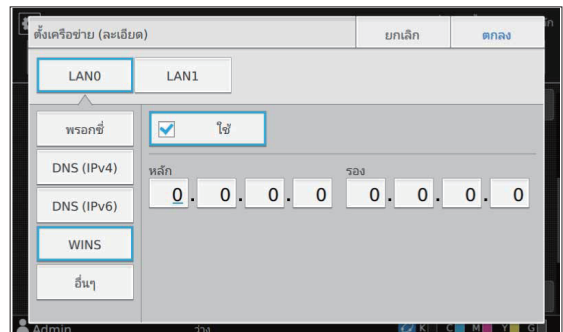 ตั้งเครือข่าย (ละเอียด)
ยกเลิก
ตกลง
LAN0
LAN1
พรอกซี่
DNS (IPv4)
DNS (IPv6)
WINS
อื่นๆ
ใช้
หลัก
รอง
0. 0. 0. 0
0. 0. 0. 0
Admin
ว่าง
K C M Y G